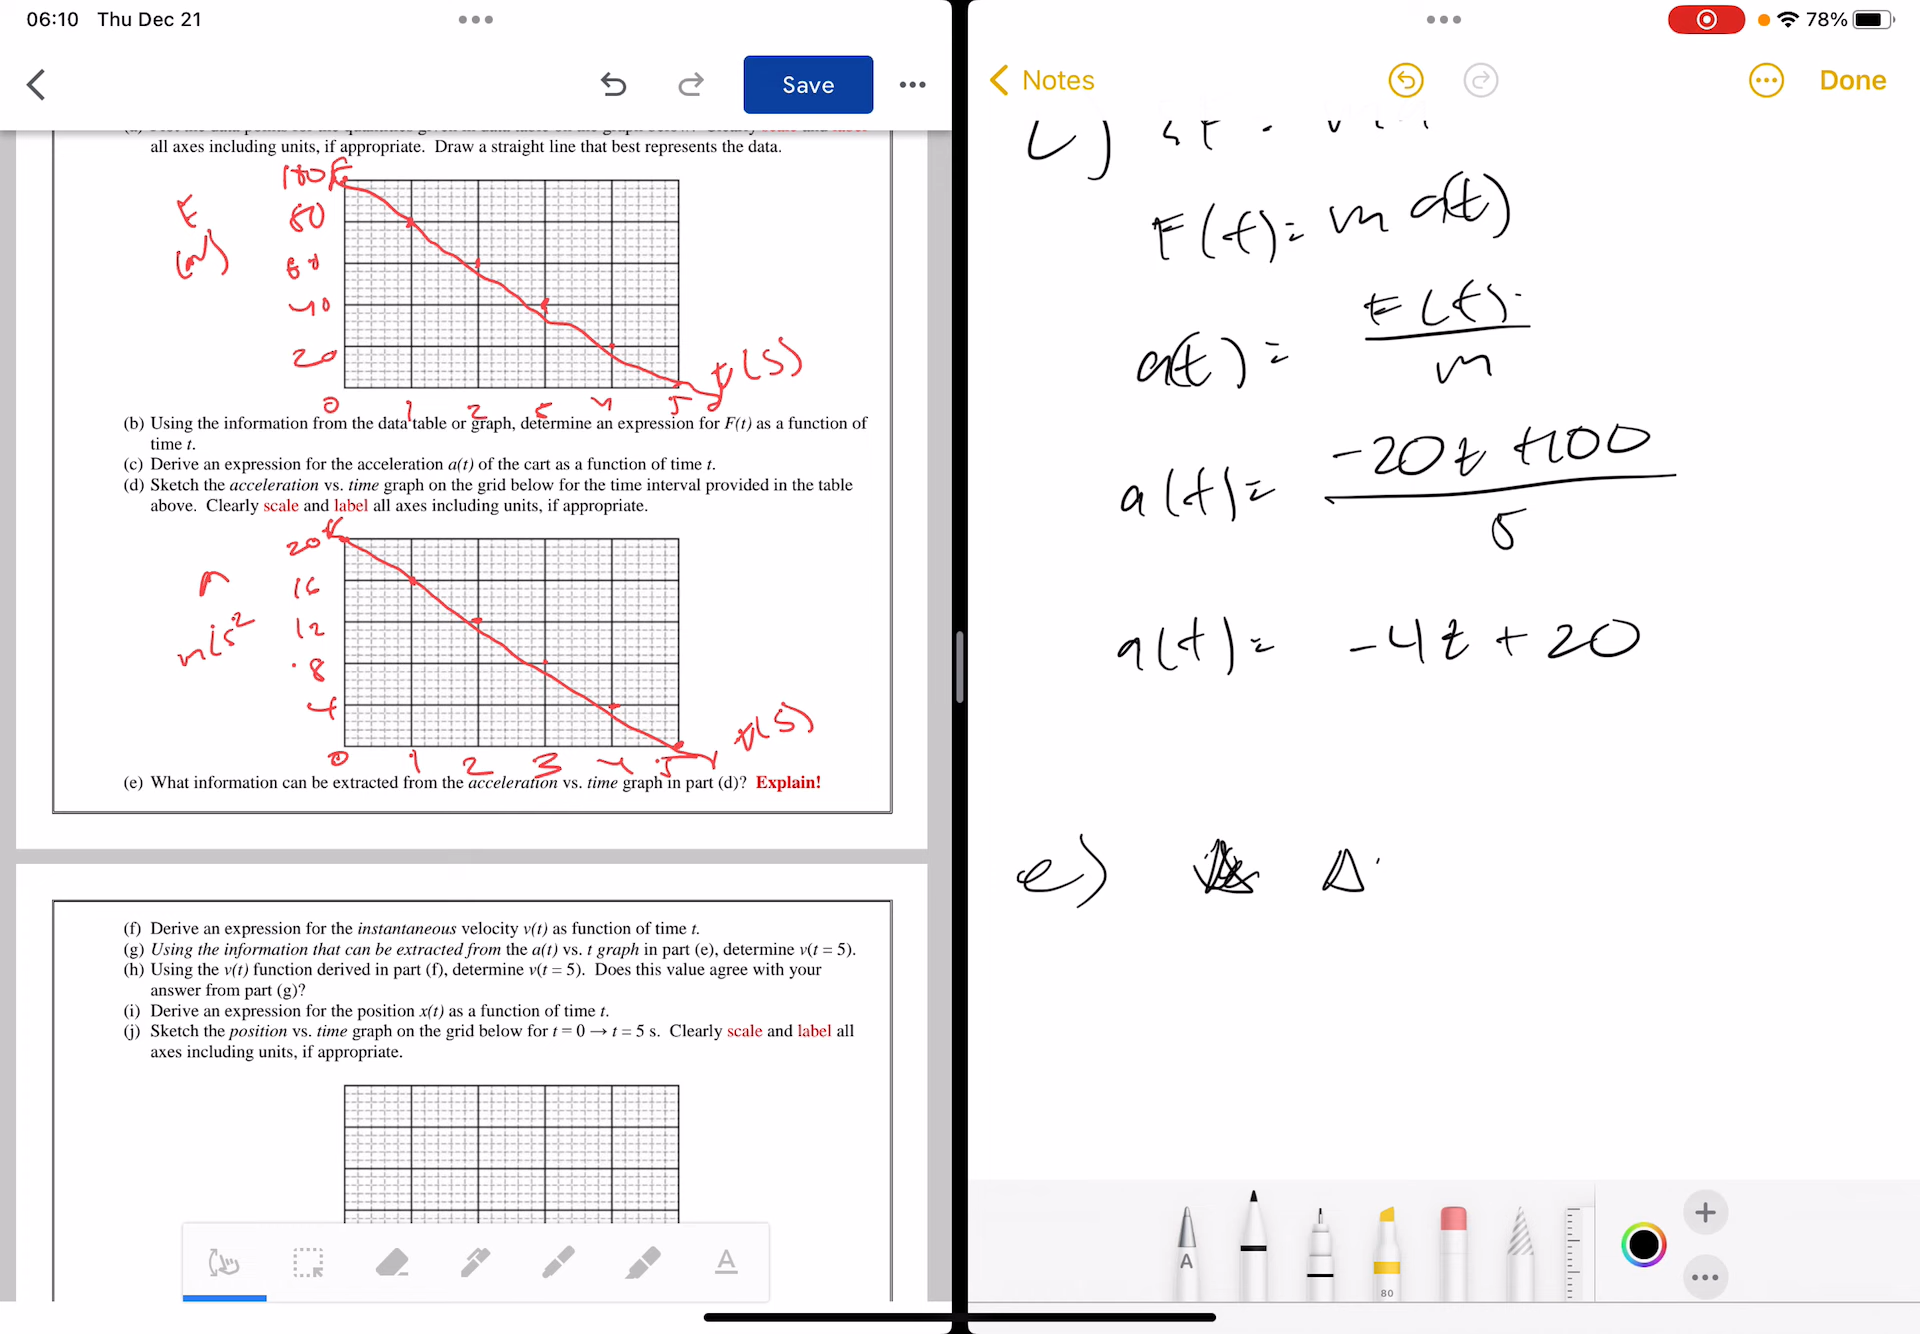 06:10 Thu Dec 21
78%
Save
Notes
Done
all axes including units, if appropriate. Draw a straight line that best represents the data.
F
(N)
100
80
60
40
20
0 1 2 3 4 5
t(s)
(b) Using the information from the data table or graph, determine an expression for F(t) as a function of
time t.
(c) Derive an expression for the acceleration a(t) of the cart as a function of time t.
(d) Sketch the acceleration vs. time graph on the grid below for the time interval provided in the table
above. Clearly scale and label all axes including units, if appropriate.
m/s²
20
16
12
8
4
0 1 2 3 4 5
t(s)
(e) What information can be extracted from the acceleration vs. time graph in part (d)? Explain!
(f) Derive an expression for the instantaneous velocity v(t) as function of time t.
(g) Using the information that can be extracted from the a(t) vs. t graph in part (e), determine v(t = 5).
(h) Using the v(t) function derived in part (f), determine v(t = 5). Does this value agree with your
answer from part (g)?
(i) Derive an expression for the position x(t) as a function of time t.
(j) Sketch the position vs. time graph on the grid below for t = 0 → t = 5 s. Clearly scale and label all
axes including units, if appropriate.
A
F(t) = m a(t)
a(t) = F(t) / m
a(t) = -20t +100 / 5
a(t) = -4t + 20
e) Δ
A
80